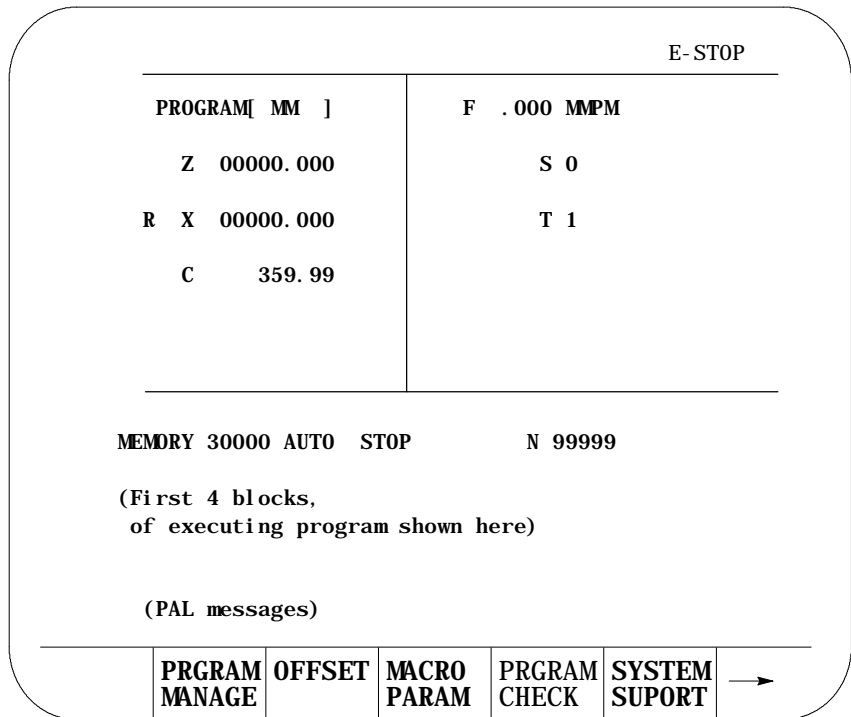 E-STOP
PROGRAM[ MM ] F .000 MMPM
Z 00000.000 S 0
R X 00000.000 T 1
C 359.99
MEMORY 30000 AUTO STOP N 99999
(First 4 blocks,
of executing program shown here)
(PAL messages)
PRGRAM OFFSET MACRO PRGRAM SYSTEM
MANAGE PARAM CHECK SUPORT